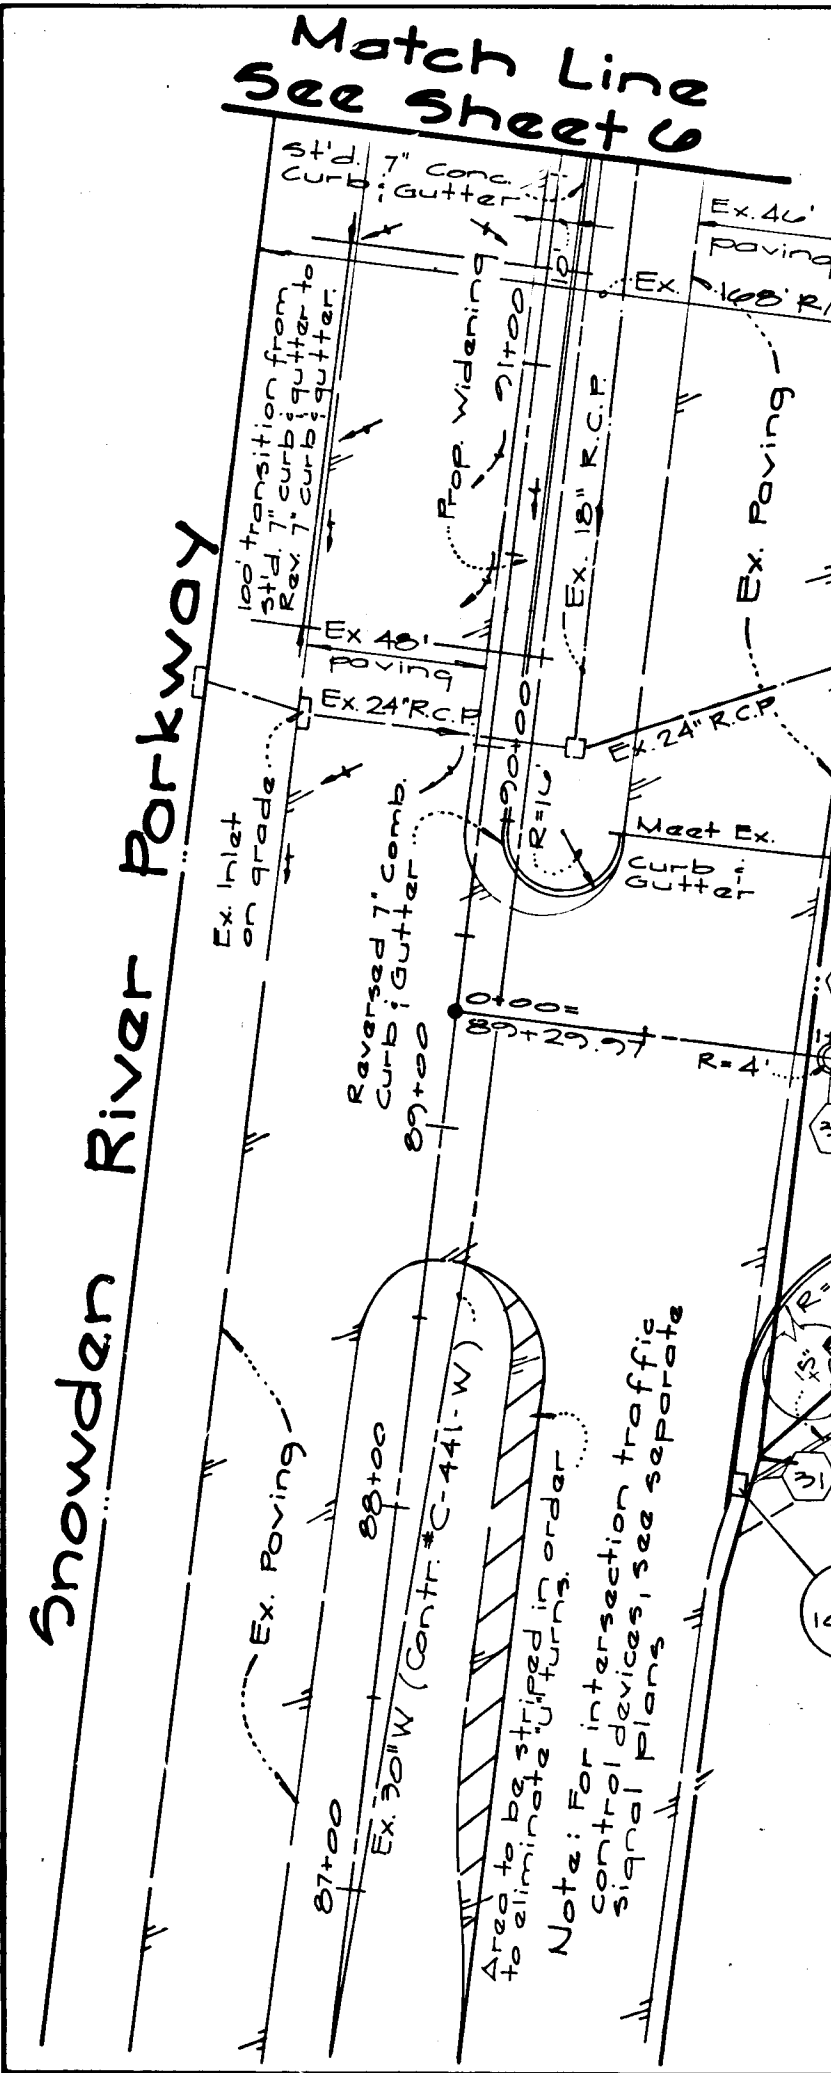 Match Line
See Sheet 6
St'd. 7" Conc.
Curb & Gutter
Ex. 46'
paving
10'
Ex. 168' R/
100' transition from
St'd. 7" curb & gutter to
Rev. 7" curb & gutter.
Prop. widening
91+00
Ex. 18" R.C.P.
Ex. Paving
Ex 48'
paving
Ex. 24" R.C.P.
Ex. 24" R.C.P.
90+00
R=16'
Ex. Inlet
on grade
Meet Ex.
Curb &
Gutter
Reversed 7" Comb.
Curb & Gutter
0+00=
89+29.97
R=4'
89+00
Snowden River Parkway
R=
15"
31
14
88+00
Ex. Paving
Ex. 30"W (Contr. #C-441-W)
87+00
Area to be striped in order
to eliminate "U" turns.
Note: For intersection traffic
control devices, see separate
signal plans